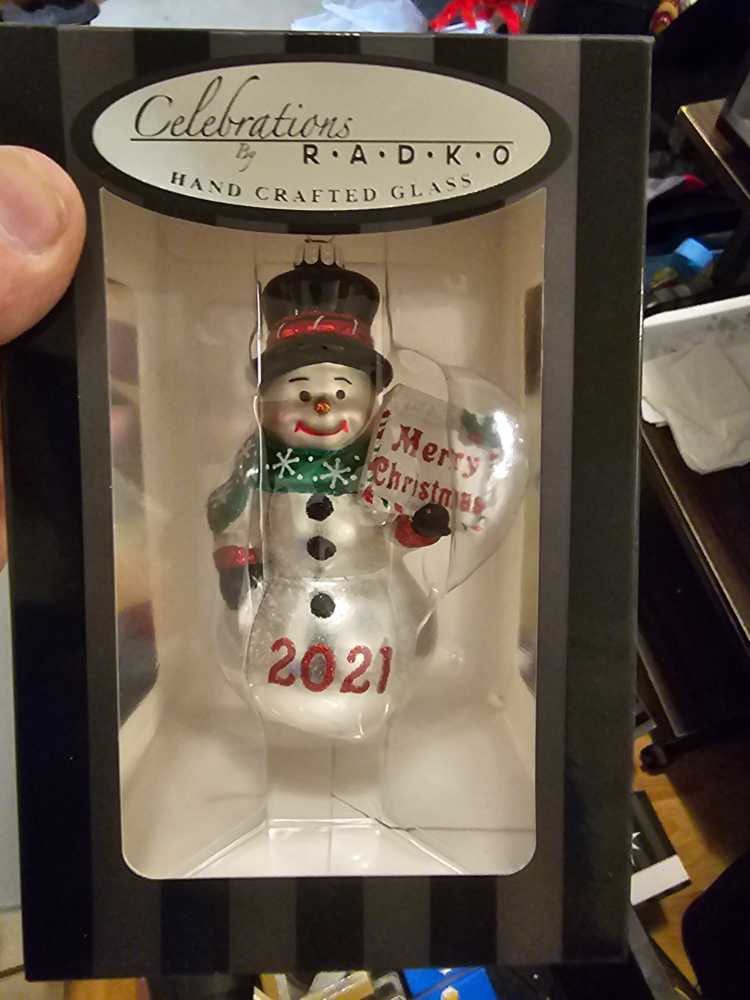 Celebrations
By R·A·D·K·O
HAND CRAFTED GLASS
Merry
Christmas
2021